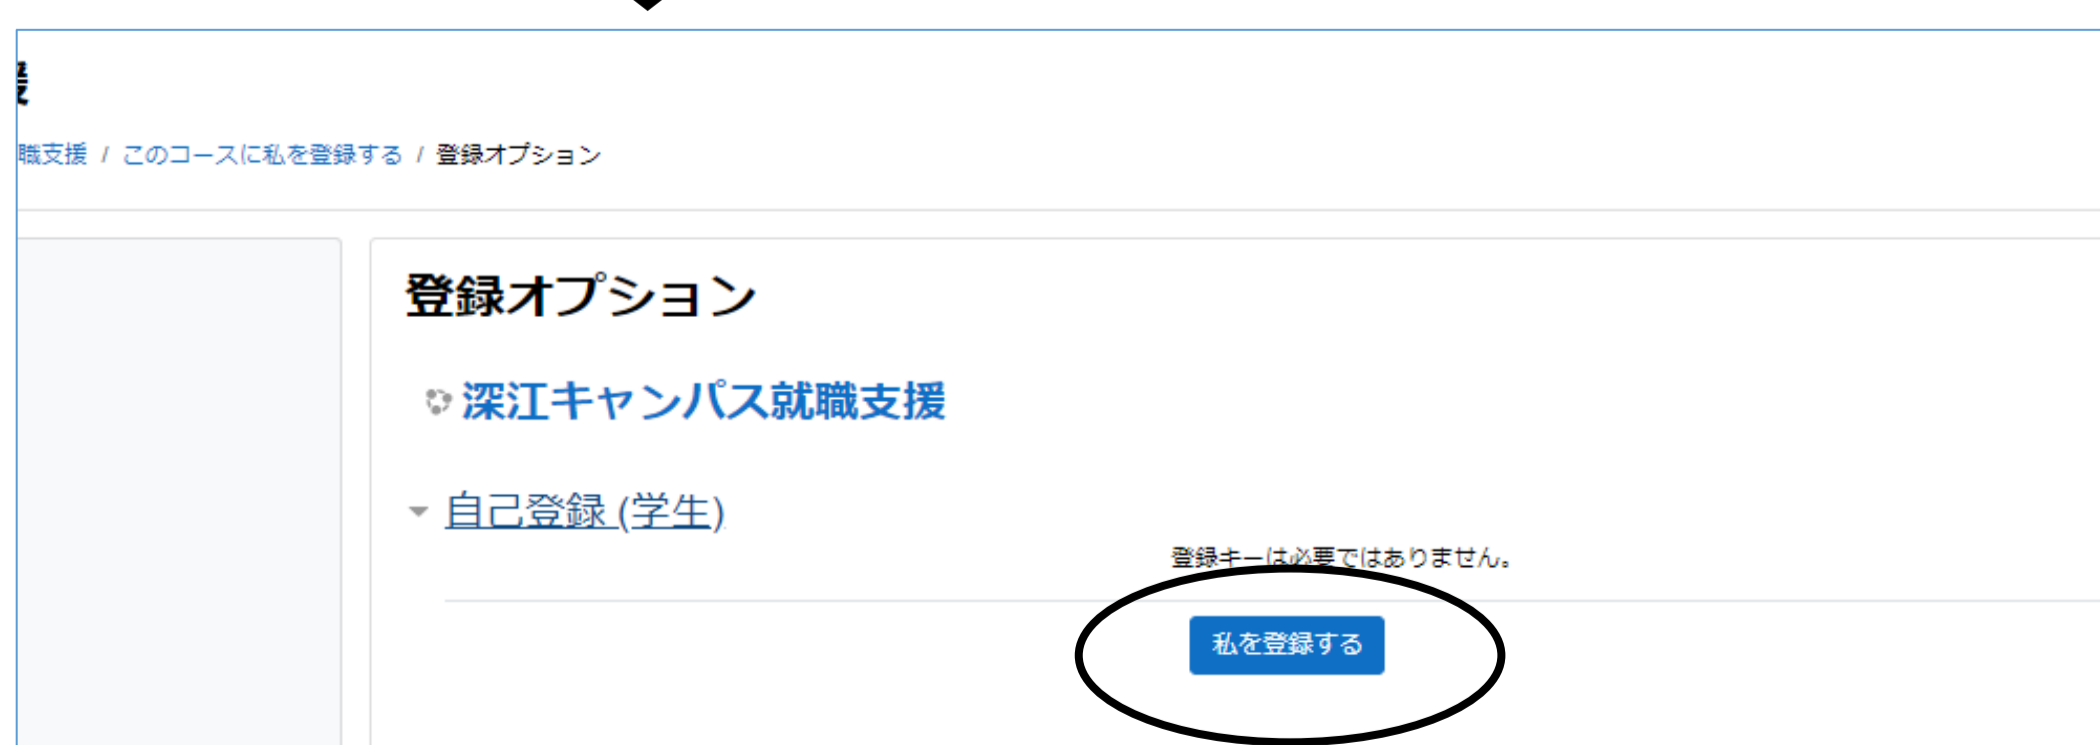 職支援 / このコースに私を登録する / 登録オプション
登録オプション
深江キャンパス就職支援
自己登録 (学生)
登録キーは必要ではありません。
私を登録する